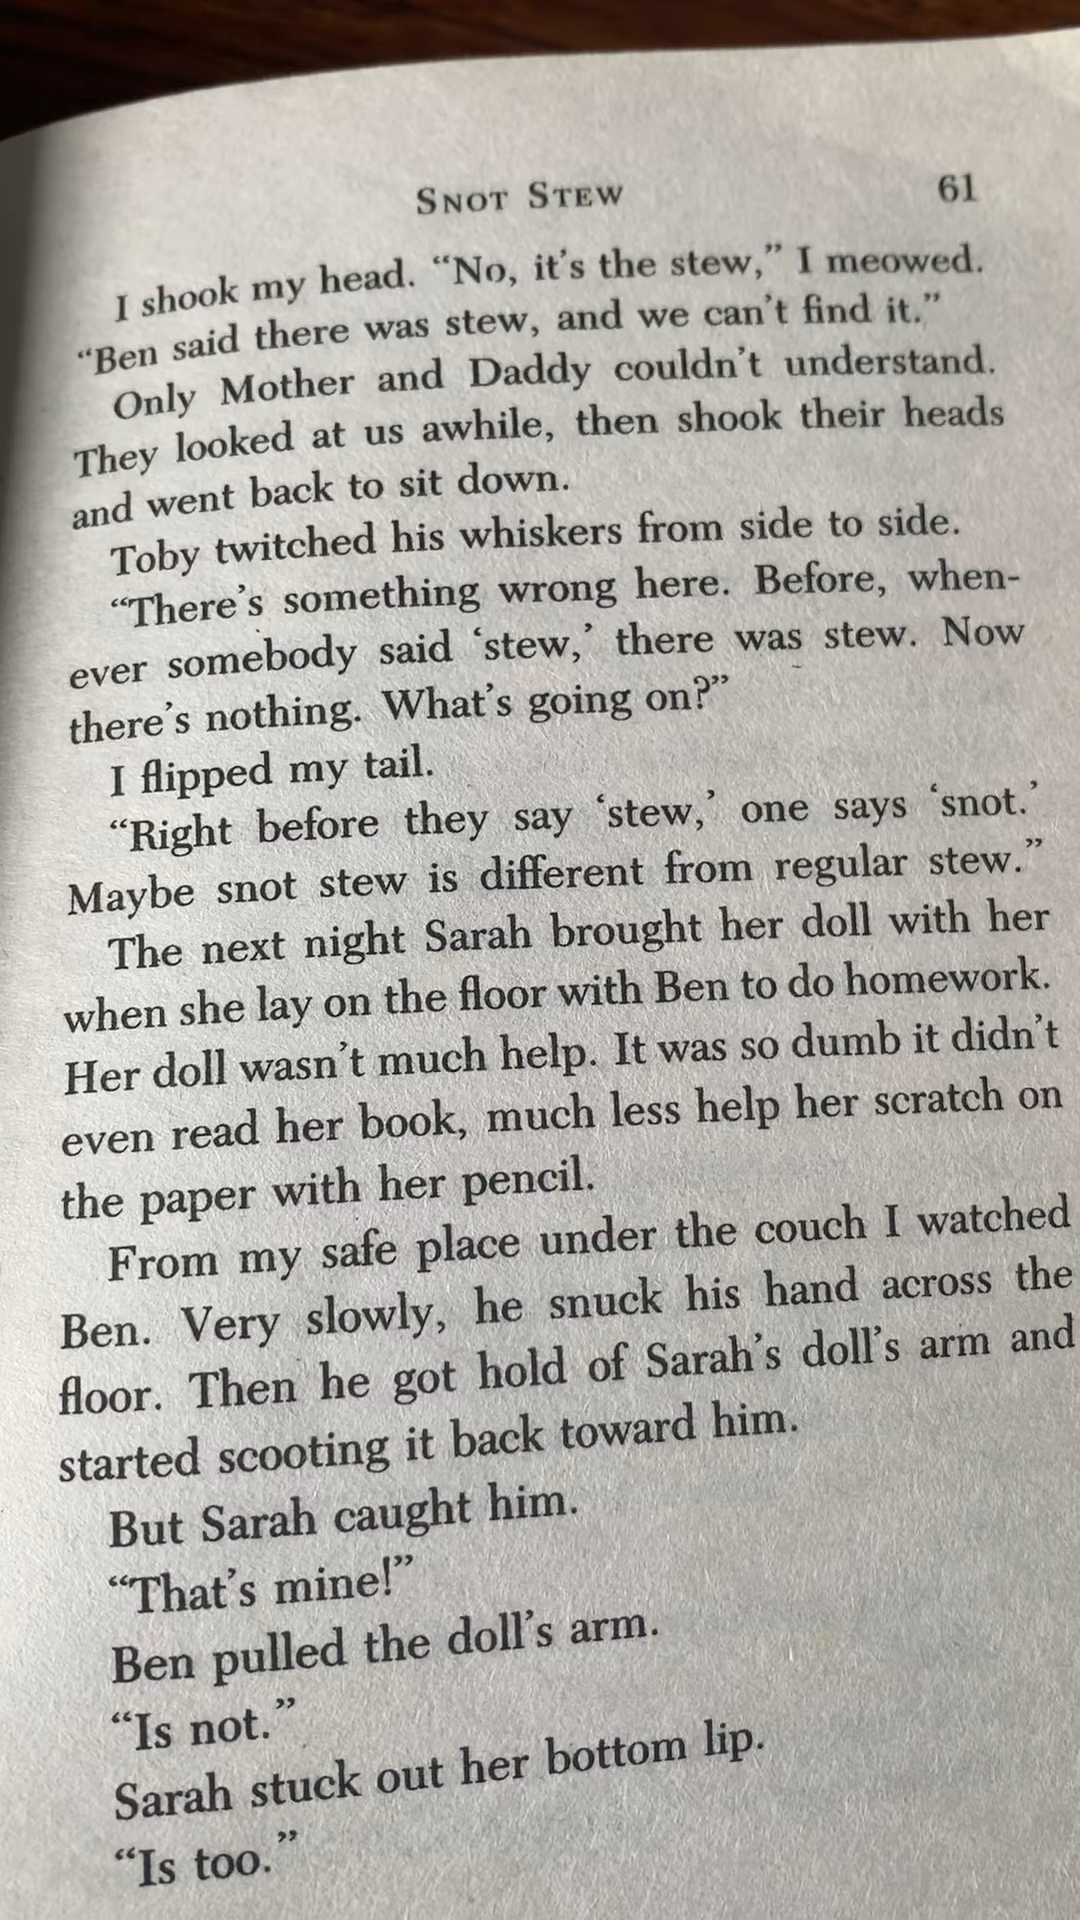 SNOT STEW 61
I shook my head. “No, it’s the stew,” I meowed.
“Ben said there was stew, and we can’t find it.”
Only Mother and Daddy couldn’t understand.
They looked at us awhile, then shook their heads
and went back to sit down.
Toby twitched his whiskers from side to side.
“There’s something wrong here. Before, when-
ever somebody said ‘stew,’ there was stew. Now
there’s nothing. What’s going on?”
I flipped my tail.
“Right before they say ‘stew,’ one says ‘snot.’
Maybe snot stew is different from regular stew.”
The next night Sarah brought her doll with her
when she lay on the floor with Ben to do homework.
Her doll wasn’t much help. It was so dumb it didn’t
even read her book, much less help her scratch on
the paper with her pencil.
From my safe place under the couch I watched
Ben. Very slowly, he snuck his hand across the
floor. Then he got hold of Sarah’s doll’s arm and
started scooting it back toward him.
But Sarah caught him.
“That’s mine!”
Ben pulled the doll’s arm.
“Is not.”
Sarah stuck out her bottom lip.
“Is too.”